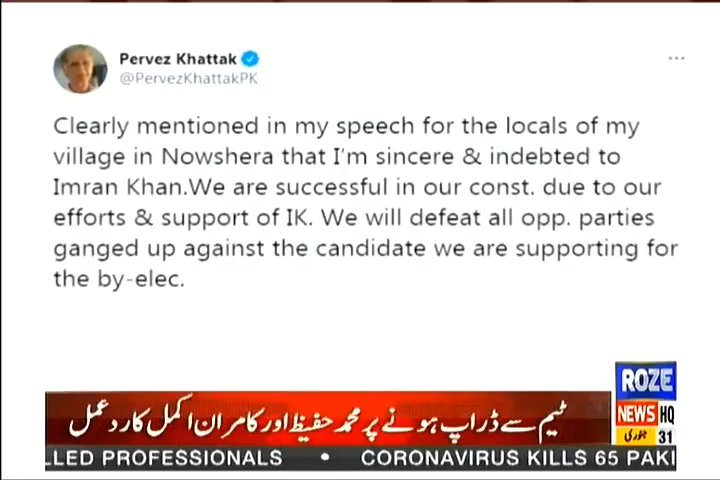 Pervez Khattak
@PervezKhattakPK
Clearly mentioned in my speech for the locals of my
village in Nowshera that I'm sincere & indebted to
Imran Khan.We are successful in our const. due to our
efforts & support of IK. We will defeat all opp. parties
ganged up against the candidate we are supporting for
the by-elec.
ROZE
NEWS HQ
جنوری 31
ٹیم سے ڈراپ ہونے پر محمد حفیظ اور کامران اکمل کا ردعمل
LLED PROFESSIONALS • CORONAVIRUS KILLS 65 PAKI